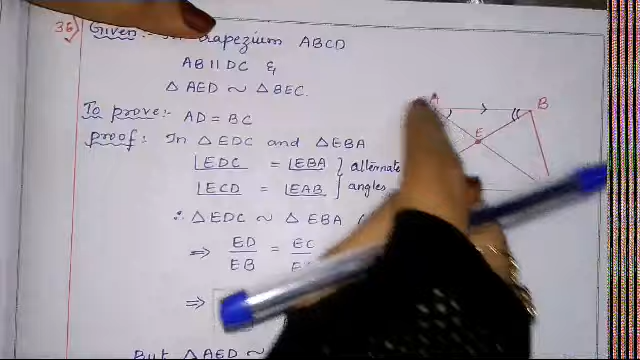 36) Given:- In trapezium ABCD
AB || DC &
△ AED ~ △ BEC.
To prove:- AD = BC
proof: In △ EDC and △ EBA
∠EDC = ∠EBA } alternate
∠ECD = ∠EAB } angles
∴ △ EDC ~ △ EBA (
⇒ ED/EB = EC/
⇒
But △ AED ~
A
B
E